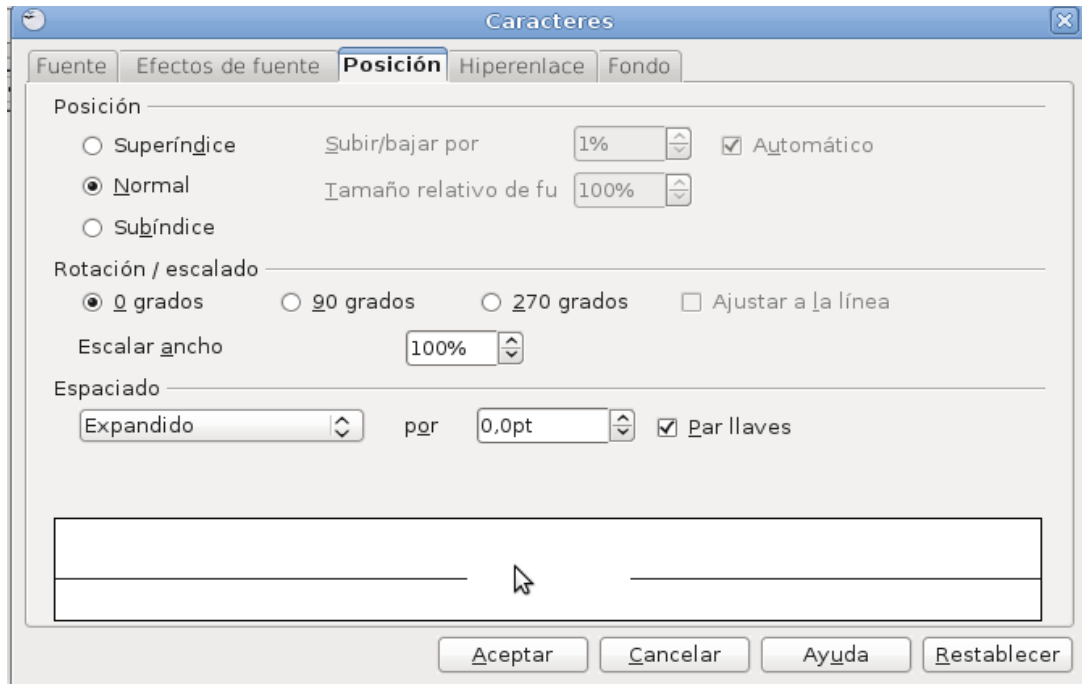 Caracteres
Fuente Efectos de fuente Posición Hiperenlace Fondo
Posición
Superíndice Subir/bajar por 1% Automático
Normal Tamaño relativo de fu 100%
Subíndice
Rotación / escalado
0 grados 90 grados 270 grados Ajustar a la línea
Escalar ancho 100%
Espaciado
Expandido por 0,0pt Par llaves
Aceptar Cancelar Ayuda Restablecer